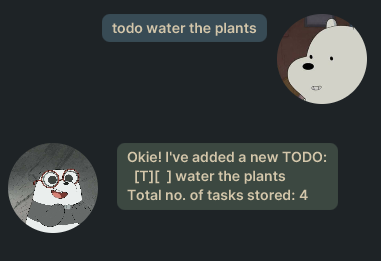 todo water the plants
Okie! I've added a new TODO:
[T][ ] water the plants
Total no. of tasks stored: 4